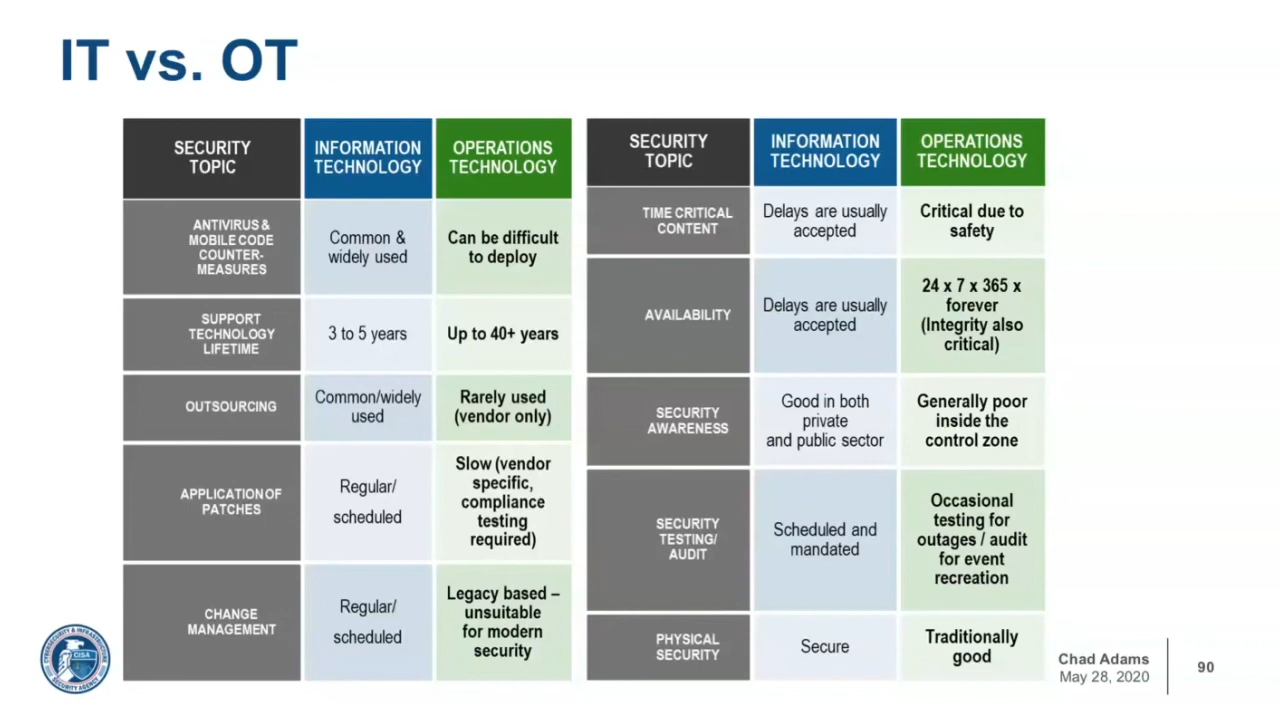 IT vs. OT
SECURITY
TOPIC
INFORMATION
TECHNOLOGY
OPERATIONS
TECHNOLOGY
ANTIVIRUS &
MOBILE CODE
COUNTER-
MEASURES
Common &
widely used
Can be difficult
to deploy
SUPPORT
TECHNOLOGY
LIFETIME
3 to 5 years
Up to 40+ years
OUTSOURCING
Common/widely
used
Rarely used
(vendor only)
APPLICATION OF
PATCHES
Regular/
scheduled
Slow (vendor
specific,
compliance
testing
required)
CHANGE
MANAGEMENT
Regular/
scheduled
Legacy based –
unsuitable
for modern
security
SECURITY
TOPIC
INFORMATION
TECHNOLOGY
OPERATIONS
TECHNOLOGY
TIME CRITICAL
CONTENT
Delays are usually
accepted
Critical due to
safety
AVAILABILITY
Delays are usually
accepted
24 x 7 x 365 x
forever
(Integrity also
critical)
SECURITY
AWARENESS
Good in both
private
and public sector
Generally poor
inside the
control zone
SECURITY
TESTING/
AUDIT
Scheduled and
mandated
Occasional
testing for
outages / audit
for event
recreation
PHYSICAL
SECURITY
Secure
Traditionally
good
CYBERSECURITY & INFRASTRUCTURE
CISA
SECURITY AGENCY
Chad Adams
May 28, 2020
90